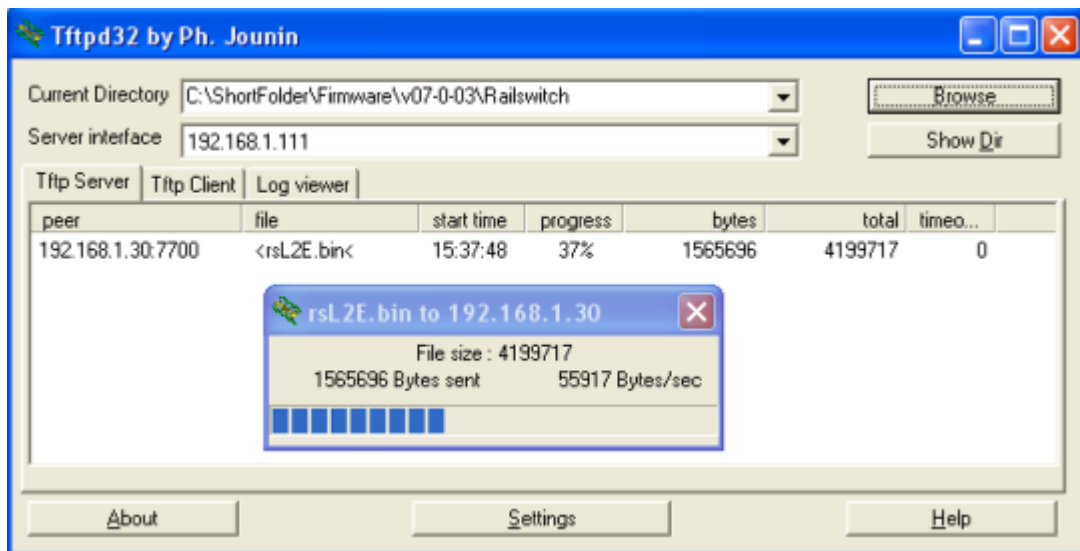 Tftpd32 by Ph. Jounin
Current Directory C:\ShortFolder\Firmware\v07-0-03\Railswitch Browse
Server interface 192.168.1.111 Show Dir
Tftp Server Tftp Client Log viewer
peer file start time progress bytes total timeo...
192.168.1.30:7700 <rsL2E.bin< 15:37:48 37% 1565696 4199717 0
rsL2E.bin to 192.168.1.30
File size : 4199717
1565696 Bytes sent 55917 Bytes/sec
About Settings Help